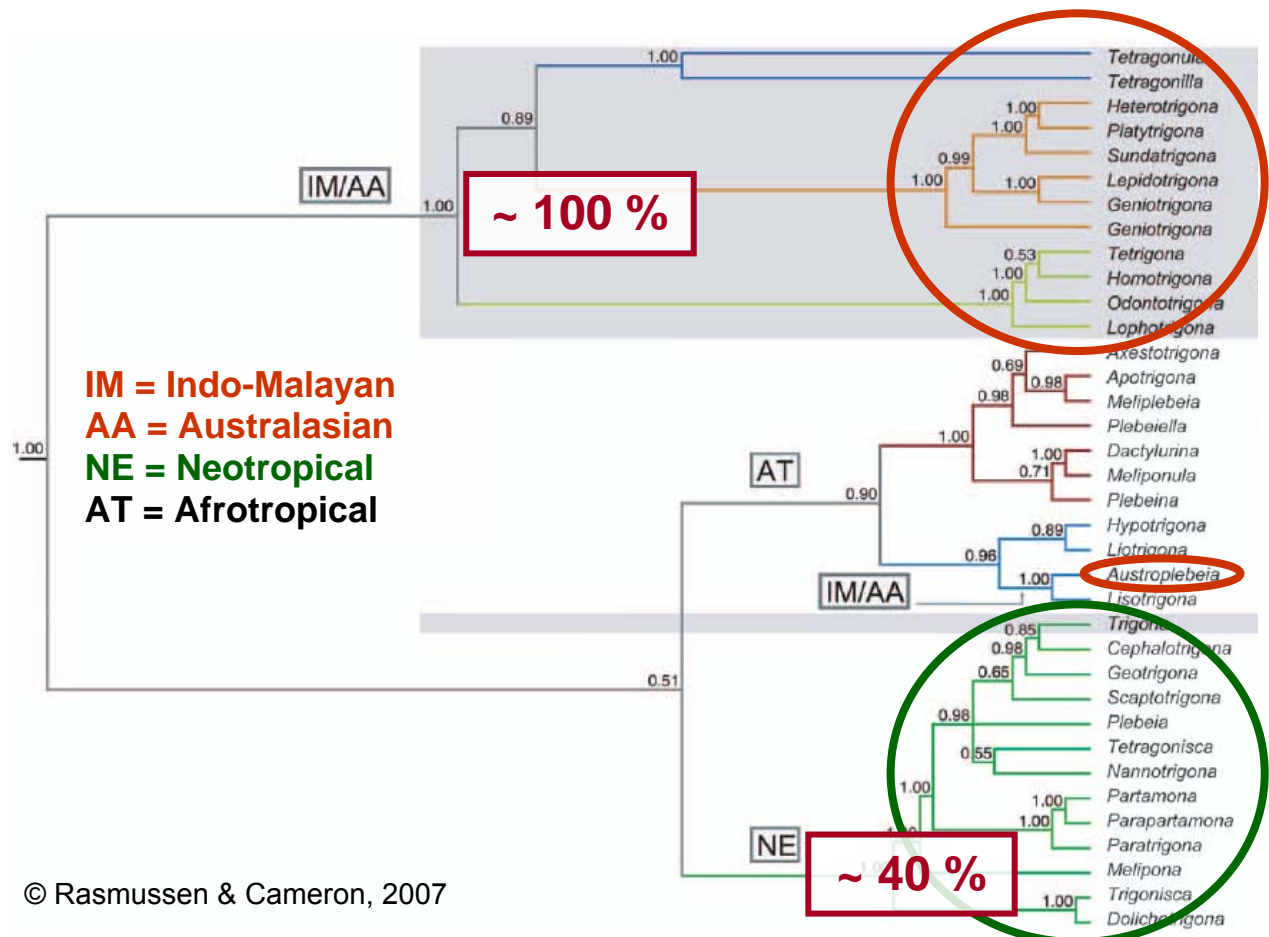 1.00
Tetragonula
Tetragonilla
0.89
1.00
Heterotrigona
1.00
Platytrigona
0.99
Sundatrigona
IM/AA
1.00
1.00
Lepidotrigona
1.00
~ 100 %
Geniotrigona
Geniotrigona
0.53
Tetrigona
1.00
Homotrigona
1.00
Odontotrigona
Lophotrigona
IM = Indo-Malayan
AA = Australasian
NE = Neotropical
AT = Afrotropical
1.00
Axestotrigona
0.69
Apotrigona
0.98
0.98
Meliplebeia
Plebeiella
1.00
AT
1.00
Dactylurina
0.71
Meliponula
0.90
Plebeina
0.89
Hypotrigona
0.96
Liotrigona
IM/AA
1.00
Austroplebeia
Lisotrigona
0.85
Trigona
0.98
Cephalotrigona
0.65
Geotrigona
0.51
Scaptotrigona
0.98
Plebeia
0.55
Tetragonisca
Nannotrigona
1.00
1.00
Partamona
1.00
Parapartamona
NE
Paratrigona
~ 40 %
Melipona
1.00
Trigonisca
Dolichotrigona
© Rasmussen & Cameron, 2007